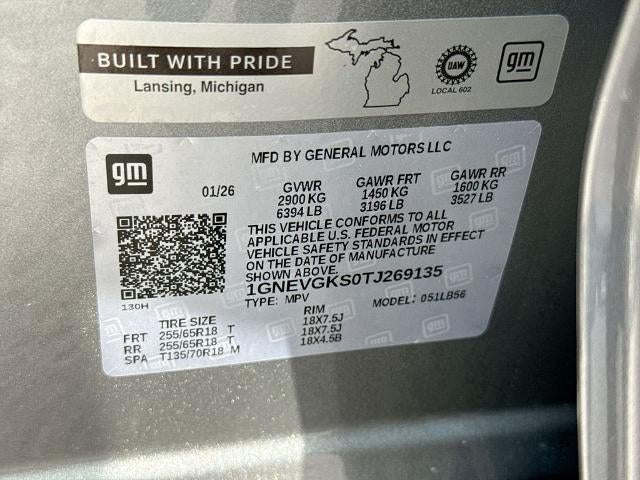 BUILT WITH PRIDE
Lansing, Michigan
UAW
LOCAL 602
gm
gm
MFD BY GENERAL MOTORS LLC
01/26 GVWR GAWR FRT GAWR RR
2900 KG 1450 KG 1600 KG
6394 LB 3196 LB 3527 LB
THIS VEHICLE CONFORMS TO ALL
APPLICABLE U.S. FEDERAL MOTOR
VEHICLE SAFETY STANDARDS IN EFFECT
ON THE DATE OF MANUFACTURE
SHOWN ABOVE.
1GNEVGKS0TJ269135
130H
TYPE: MPV MODEL: 051LB56
TIRE SIZE RIM
FRT 255/65R18 T 18X7.5J
RR 255/65R18 T 18X7.5J
SPA T135/70R18 M 18X4.5B